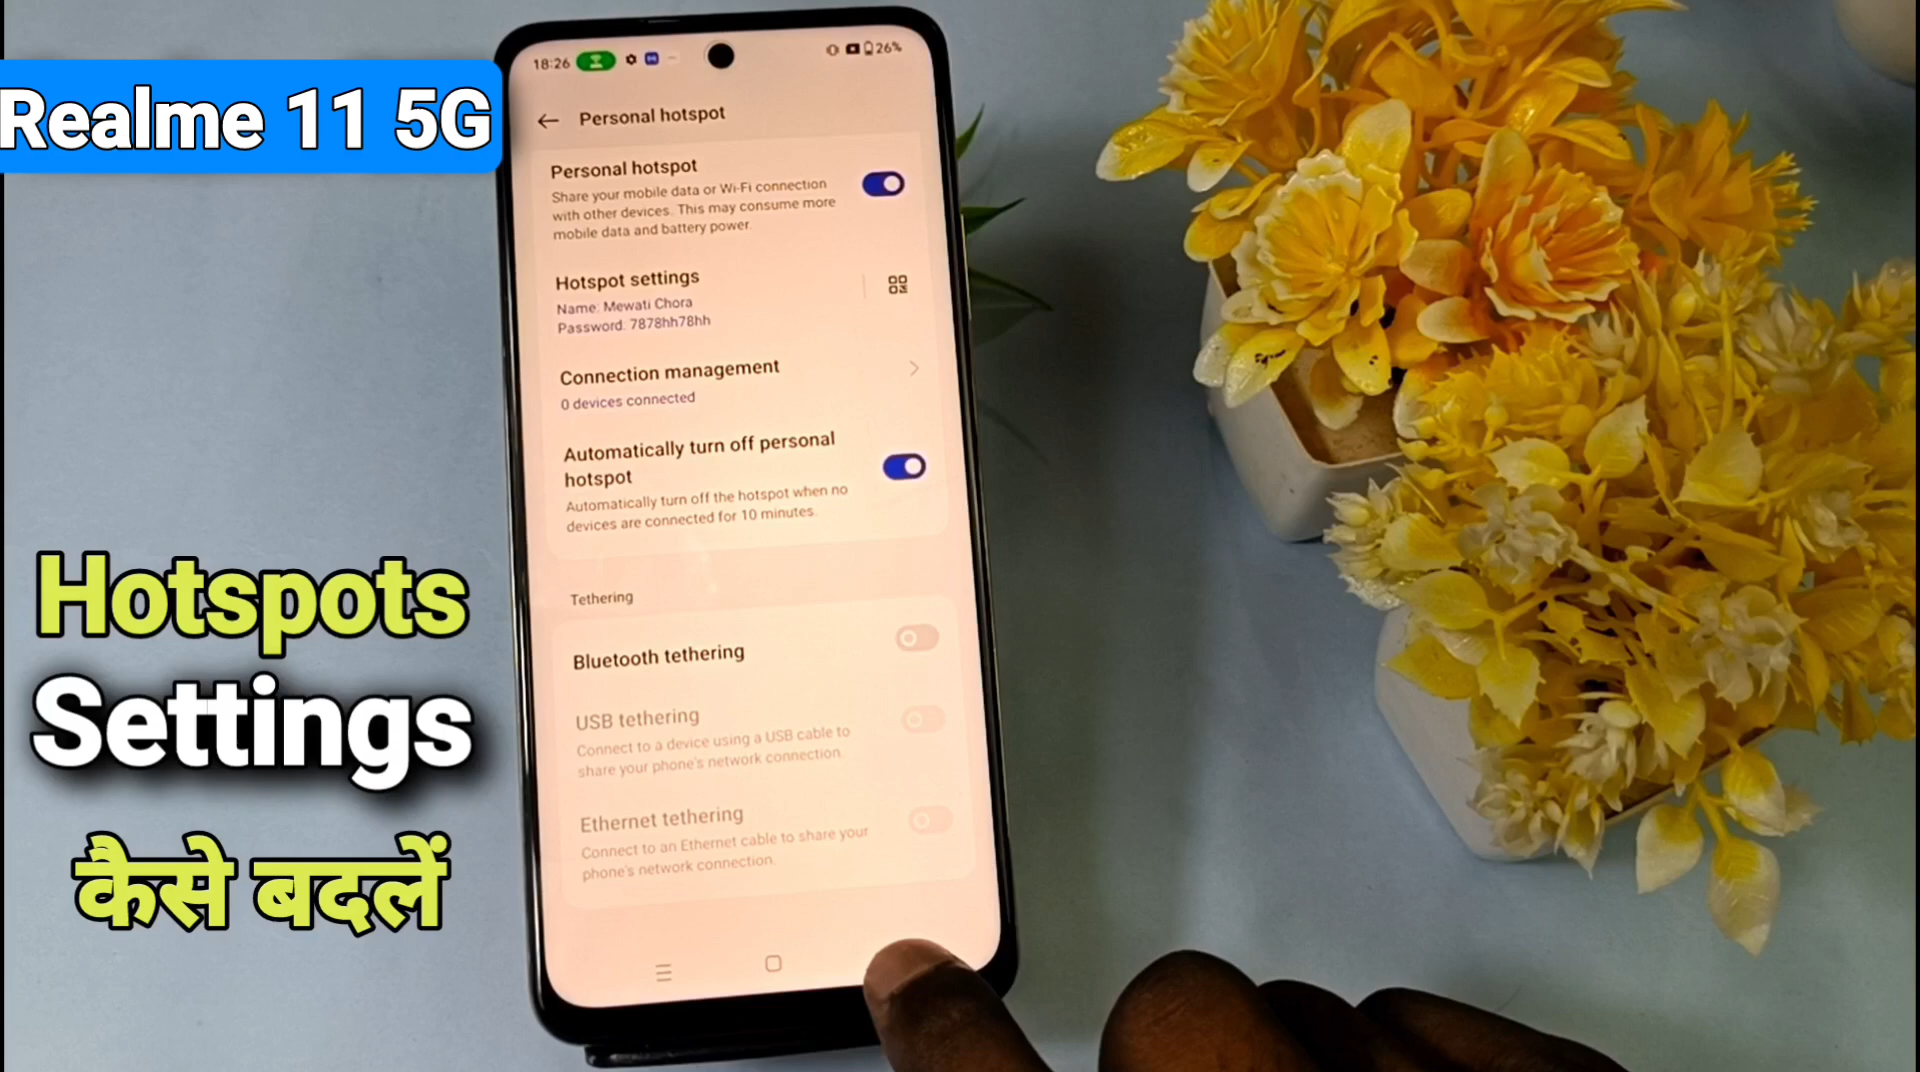 Realme 11 5G
Hotspots
Settings
कैसे बदलें
18:26
26%
Personal hotspot
Personal hotspot
Share your mobile data or Wi-Fi connection
with other devices. This may consume more
mobile data and battery power.
Hotspot settings
Name: Mewati Chora
Password: 7878hh78hh
Connection management
0 devices connected
Automatically turn off personal
hotspot
Automatically turn off the hotspot when no
devices are connected for 10 minutes.
Tethering
Bluetooth tethering
USB tethering
Connect to a device using a USB cable to
share your phone's network connection.
Ethernet tethering
Connect to an Ethernet cable to share your
phone's network connection.